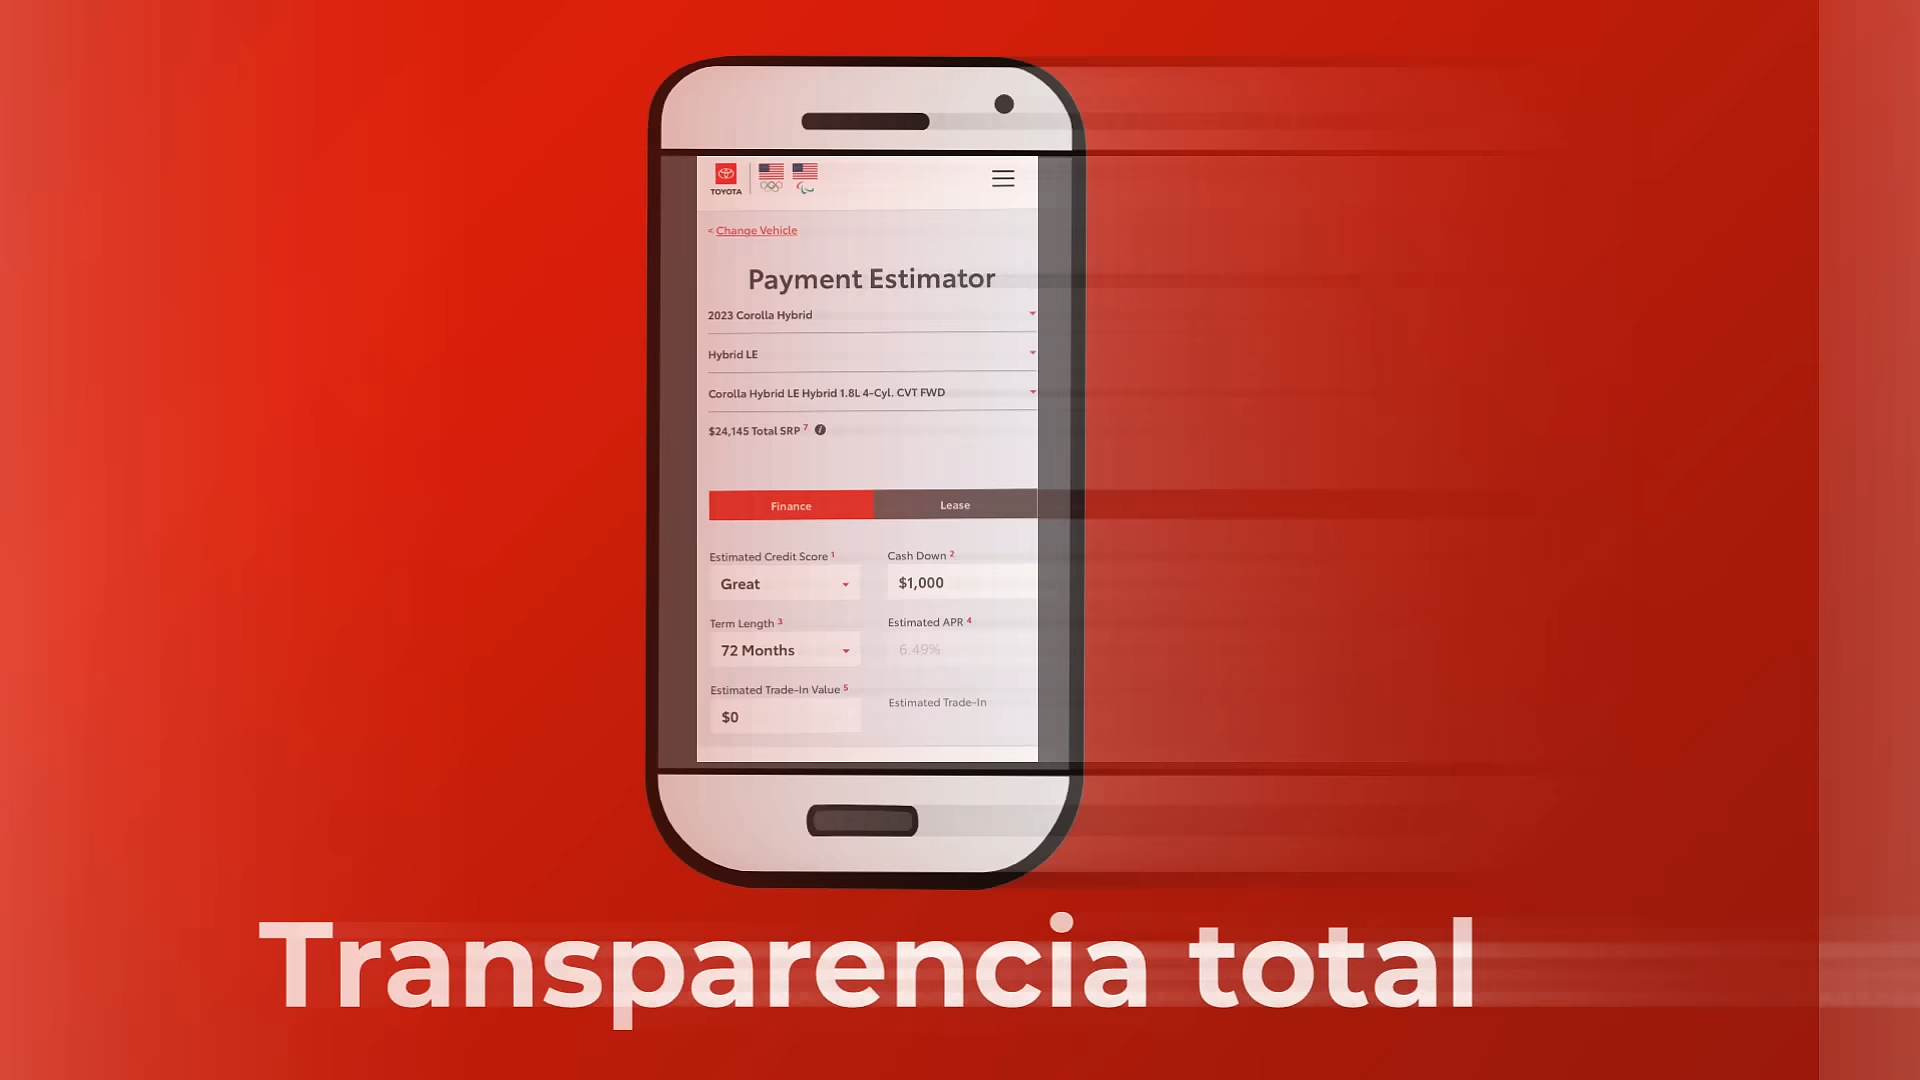 TOYOTA
< Change Vehicle
Payment Estimator
2023 Corolla Hybrid
Hybrid LE
Corolla Hybrid LE Hybrid 1.8L 4-Cyl. CVT FWD
$24,145 Total SRP 7 i
Finance Lease
Estimated Credit Score 1 Cash Down 2
Great $1,000
Term Length 3 Estimated APR 4
72 Months 6.49%
Estimated Trade-In Value 5 Estimated Trade-In
$0
Transparencia total